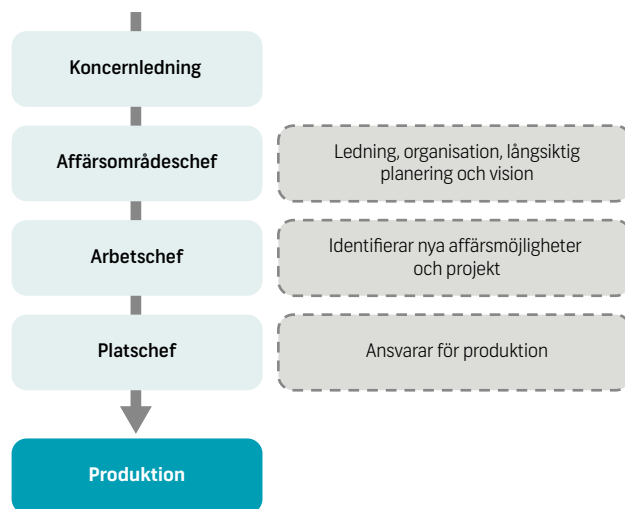 Koncernledning
Affärsområdeschef
Ledning, organisation, långsiktig
planering och vision
Arbetschef
Identifierar nya affärsmöjligheter
och projekt
Platschef
Ansvarar för produktion
Produktion